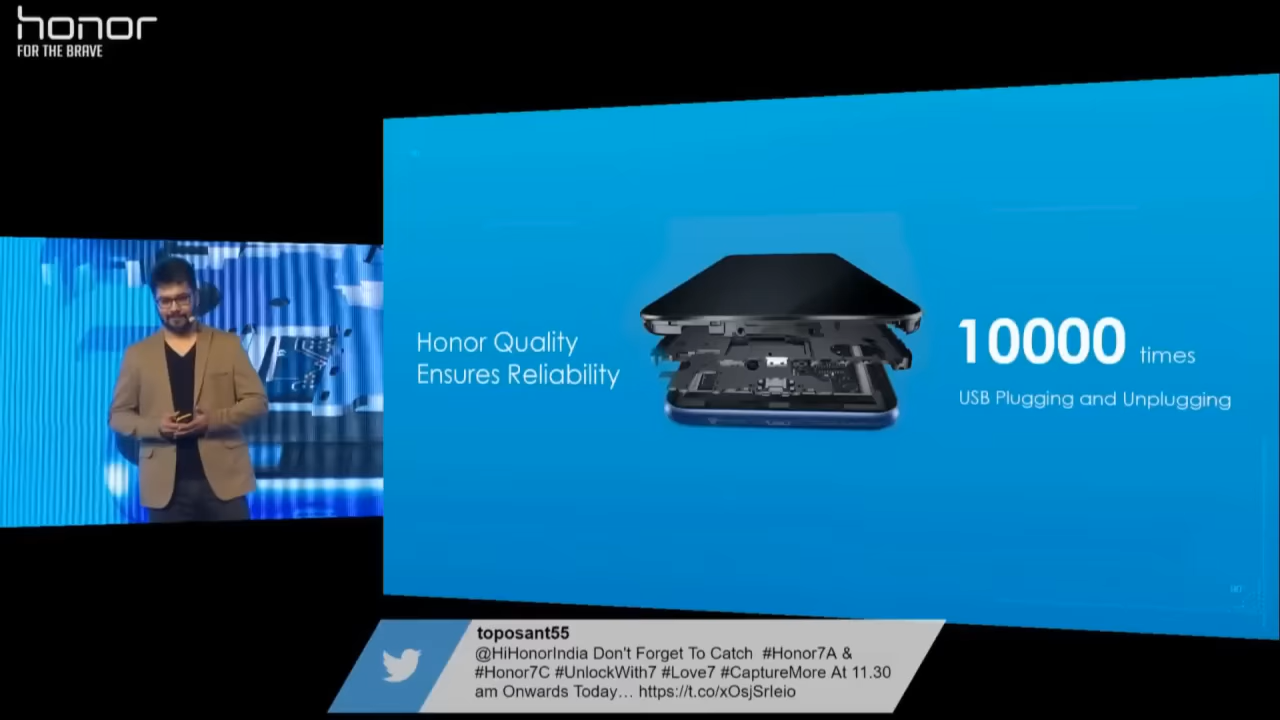 honor
FOR THE BRAVE
Honor Quality
Ensures Reliability
10000 times
USB Plugging and Unplugging
toposant55
@HiHonorIndia Don't Forget To Catch #Honor7A &
#Honor7C #UnlockWith7 #Love7 #CaptureMore At 11.30
am Onwards Today… https://t.co/xOsjSrleio